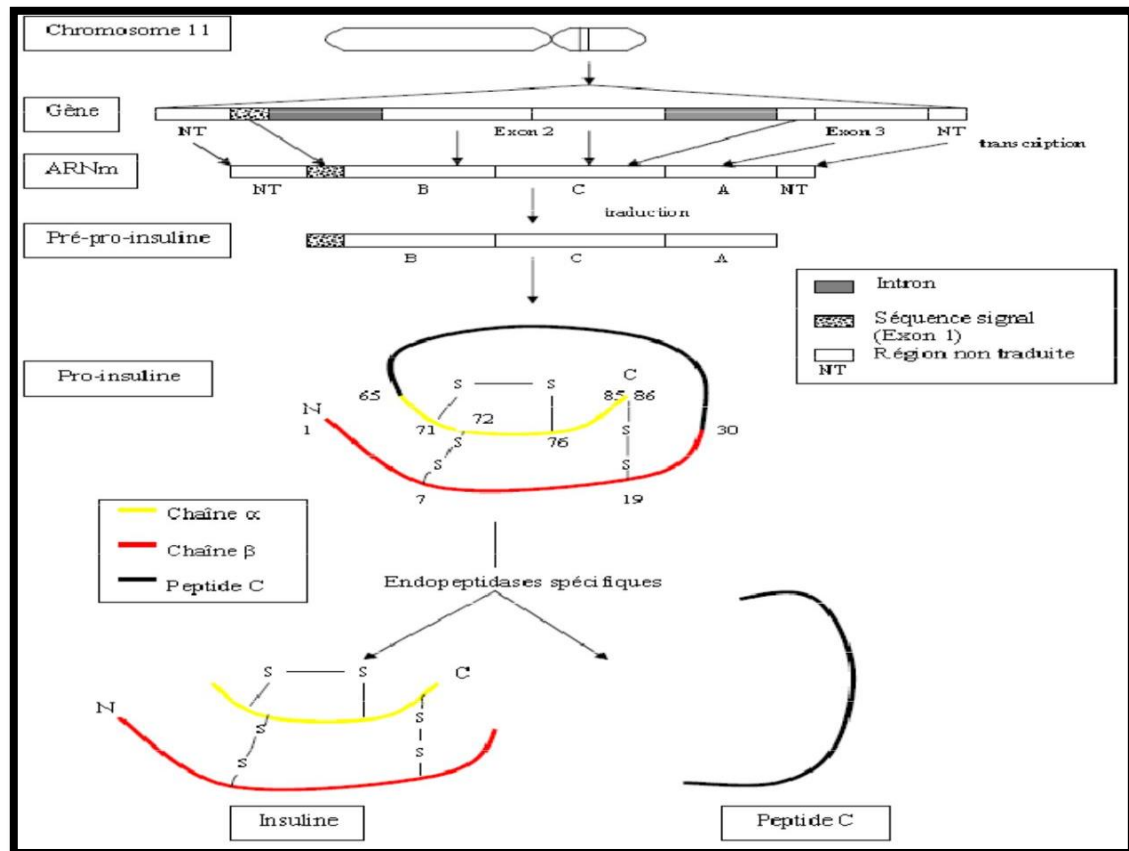 Chromosome 11
Gène
NT
Exon 2
Exon 3
NT
transcription
ARNm
NT
B
C
A
NT
traduction
Pré-pro-insuline
B
C
A
Intron
Séquence signal
(Exon 1)
Région non traduite
NT
Pro-insuline
S
S
C
65
85
86
N
72
1
71
S
76
S
30
S
S
7
19
Chaîne α
Chaîne β
Peptide C
Endopeptidases spécifiques
S
S
C
N
S
S
S
S
Insuline
Peptide C